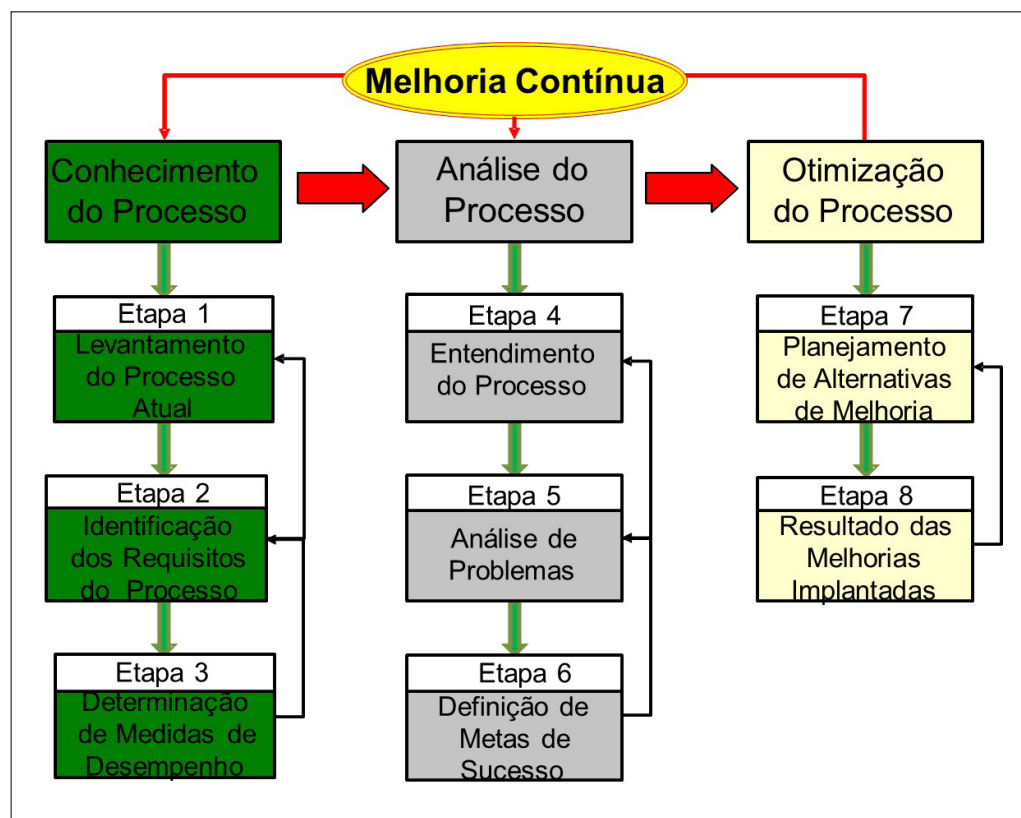 Melhoria Contínua
Conhecimento
do Processo
Análise do
Processo
Otimização
do Processo
Etapa 1
Levantamento
do Processo
Atual
Etapa 2
Identificação
dos Requisitos
do Processo
Etapa 3
Determinação
de Medidas de
Desempenho
Etapa 4
Entendimento
do Processo
Etapa 5
Análise de
Problemas
Etapa 6
Definição de
Metas de
Sucesso
Etapa 7
Planejamento
de Alternativas
de Melhoria
Etapa 8
Resultado das
Melhorias
Implantadas